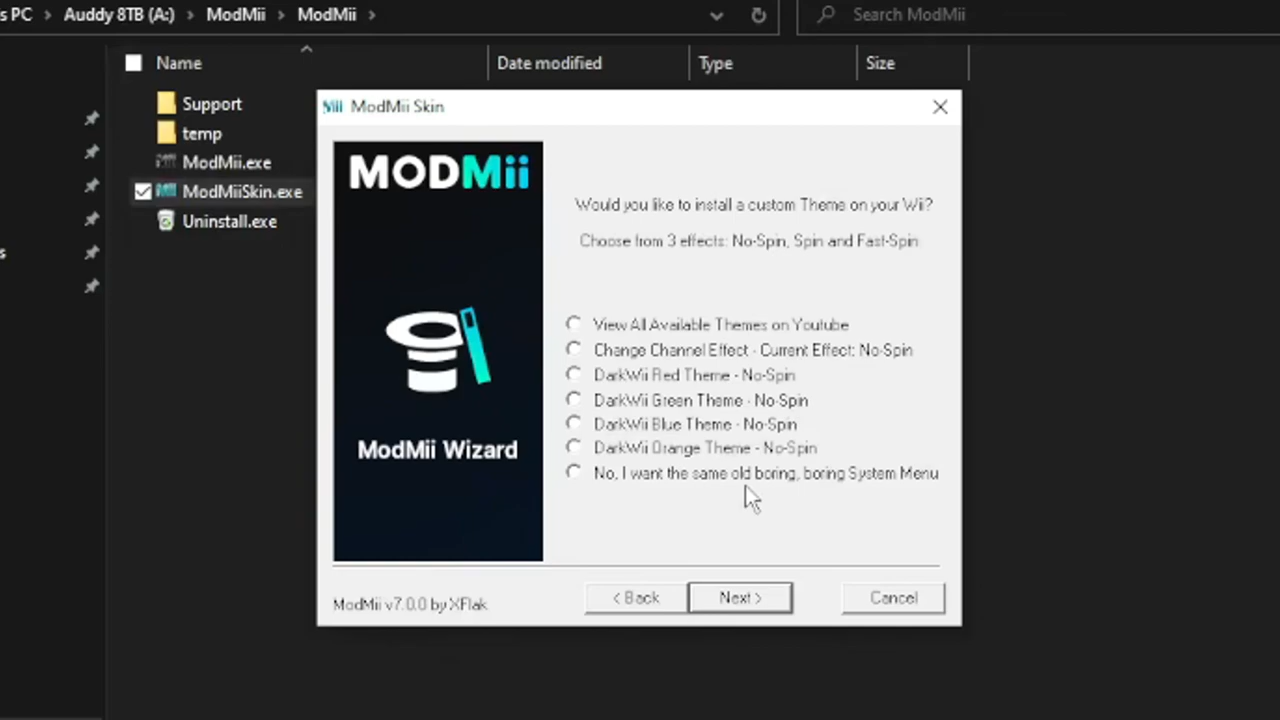 s PC > Auddy 8TB (A:) > ModMii > ModMii >
Search ModMii
Name
Date modified
Type
Size
Support
temp
ModMii.exe
ModMiiSkin.exe
Uninstall.exe
s
Mii ModMii Skin
MODMii
ModMii Wizard
Would you like to install a custom Theme on your Wii?
Choose from 3 effects: No-Spin, Spin and Fast-Spin
View All Available Themes on Youtube
Change Channel Effect - Current Effect: No-Spin
DarkWii Red Theme - No-Spin
DarkWii Green Theme - No-Spin
DarkWii Blue Theme - No-Spin
DarkWii Orange Theme - No-Spin
No, I want the same old boring, boring System Menu
ModMii v7.0.0 by XFlak
< Back
Next >
Cancel